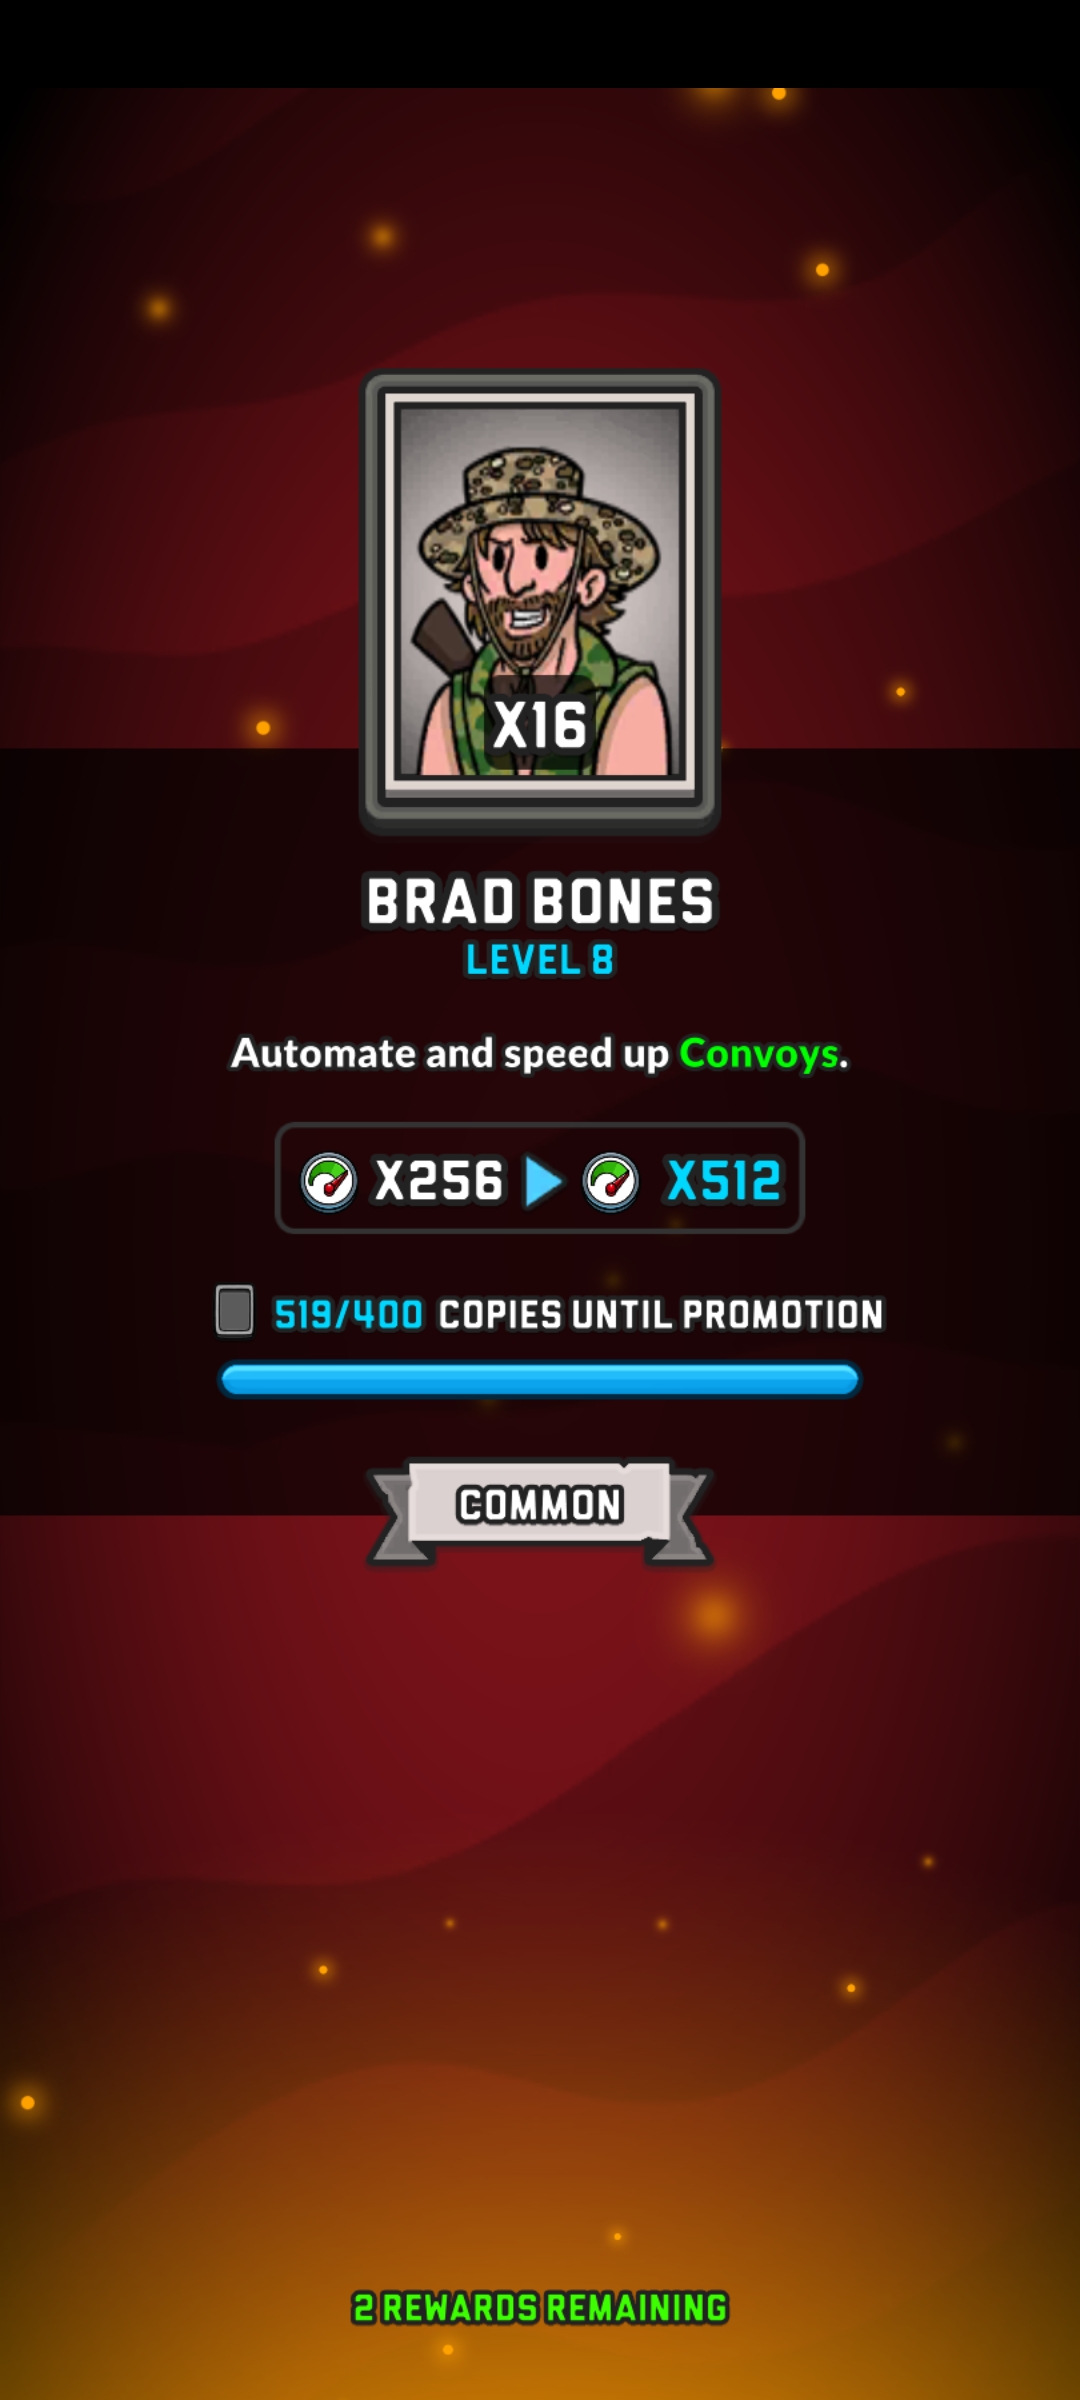 X16
BRAD BONES
LEVEL 8
Automate and speed up Convoys.
X256 X512
519/400 COPIES UNTIL PROMOTION
COMMON
2 REWARDS REMAINING